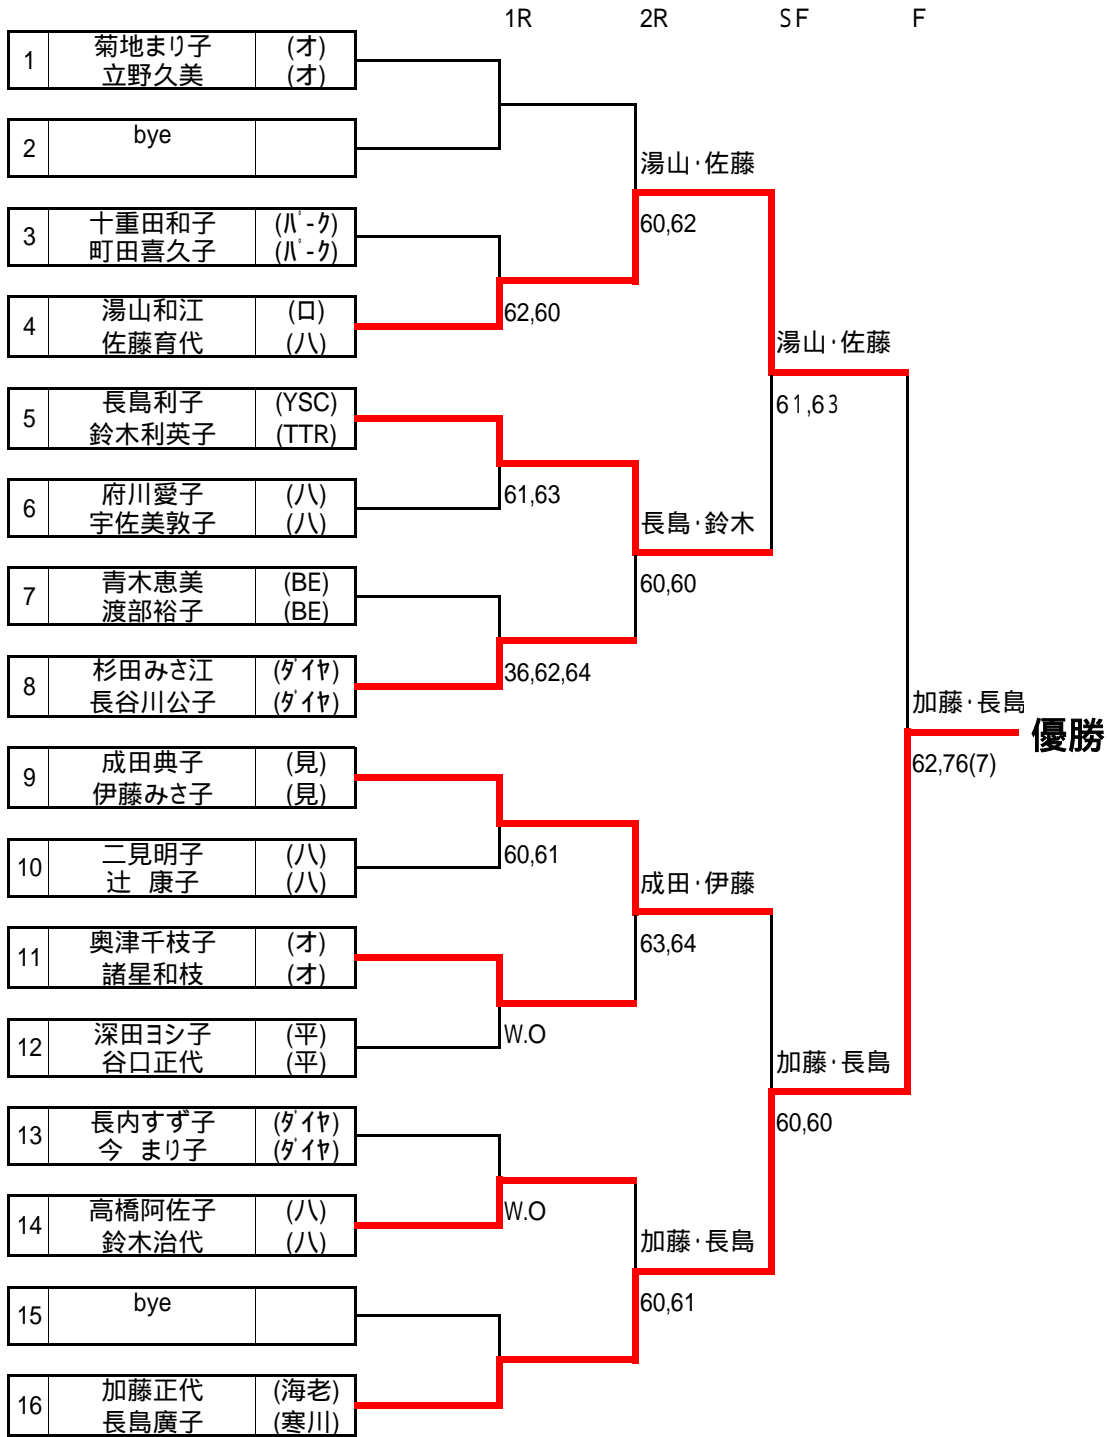 1R 2R SF F
1 菊地まり子 (オ)
立野久美 (オ)
2 bye
湯山・佐藤
3 十重田和子 (パ-ク)
町田喜久子 (パ-ク)
60,62
4 湯山和江 (ロ)
佐藤育代 (八)
62,60
湯山・佐藤
61,63
5 長島利子 (YSC)
鈴木利英子 (TTR)
6 府川愛子 (八)
宇佐美敦子 (八)
61,63
長島・鈴木
60,60
7 青木恵美 (BE)
渡部裕子 (BE)
8 杉田みさ江 (ダイヤ)
長谷川公子 (ダイヤ)
36,62,64
加藤・長島
優勝
62,76(7)
9 成田典子 (見)
伊藤みさ子 (見)
10 二見明子 (八)
辻 康子 (八)
60,61
成田・伊藤
63,64
11 奥津千枝子 (オ)
諸星和枝 (オ)
12 深田ヨシ子 (平)
谷口正代 (平)
W.O
加藤・長島
60,60
13 長内すず子 (ダイヤ)
今 まり子 (ダイヤ)
14 高橋阿佐子 (八)
鈴木治代 (八)
W.O
加藤・長島
60,61
15 bye
16 加藤正代 (海老)
長島廣子 (寒川)